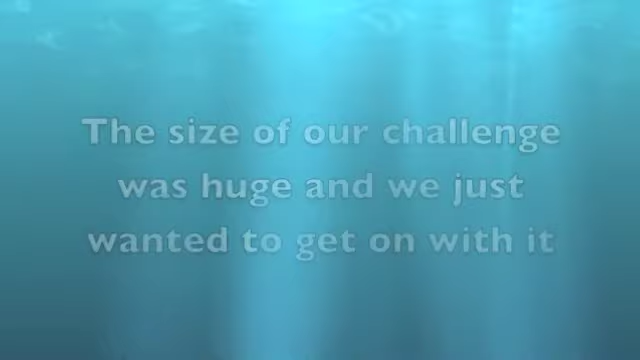 The size of our challenge
was huge and we just
wanted to get on with it